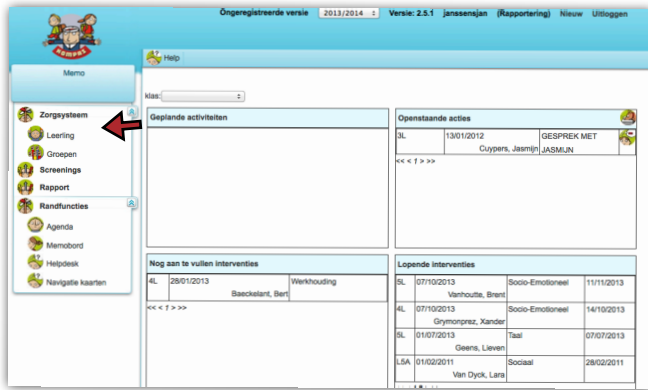 Ongeregistreerde versie 2013/2014 Versie: 2.5.1 janssensjan (Rapportering) Nieuw Uitloggen
KOMPAS
Help
Memo
klas:
Zorgsysteem
Leerling
Groepen
Screenings
Rapport
Randfuncties
Agenda
Memobord
Helpdesk
Navigatie kaarten
Geplande activiteiten
Openstaande acties
3L 13/01/2012 GESPREK MET
Cuypers, Jasmijn JASMIJN
<< < 1 > >>
Nog aan te vullen interventies
4L 28/01/2013 Werkhouding
Baeckelant, Bert
<< < 1 > >>
Lopende interventies
5L 07/10/2013 Socio-Emotioneel 11/11/2013
Vanhoutte, Brent
4L 07/10/2013 Socio-Emotioneel 14/10/2013
Grymonprez, Xander
5L 01/07/2013 Taal 07/07/2013
Geens, Lieven
L5A 01/02/2011 Sociaal 28/02/2011
Van Dyck, Lara